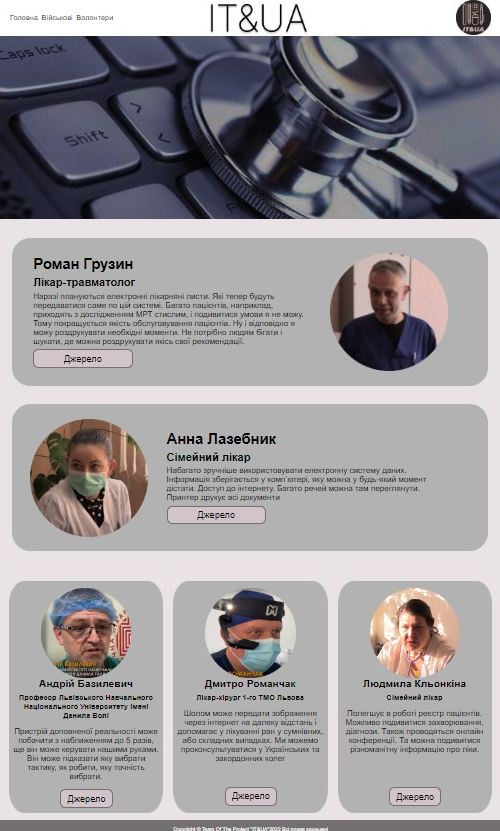 Головна Військові Волонтери
IT&UA
IT&UA
Caps lock
Shift
Роман Грузин
Лікар-травматолог
Наразі плануються електронні лікарняні листи. Які тепер будуть
передаватися саме по цій системі. Багато пацієнтів, наприклад,
приходять з дослідженням МРТ стислим, і подивитися умови я не можу.
Тому покращується якість обслуговування пацієнтів. Ну і відповідно я
можу роздрукувати необхідні моменти. Не потрібно людям бігати і
шукати, де можна роздрукувати якісь свої рекомендації.
Джерело
Анна Лазебник
Сімейний лікар
Набагато зручніше використовувати електронну систему даних.
Інформація зберігається у комп`ютері, яку можна у будь-який момент
дістати. Доступ до інтернету. Багато речей можна там переглянути.
Принтер друкує всі документи
Джерело
Андрій Базилевич
Професор Львівського Навчального
Національного Університету Імені
Данила Волі
Пристрій доповненої реальності може
побачити з наближенням до 5 разів,
ще він може керувати нашими руками.
Він може підказати яку вибрати
тактику, як робити, яку точність
вибрати.
Джерело
Дмитро Романчак
Лікар-хірург 1-го ТМО Львова
Шолом може передати зображення
через інтернет на далеку відстань і
допомагає у лікуванні ран у сумнівних,
або складних випадках. Ми можемо
проконсультуватися у Українських та
закордонних колег
Джерело
Людмила Кльонкіна
Сімейний лікар
Полегшує в роботі реєстр пацієнтів.
Можливо подивитися захворювання,
діагнози. Також проводяться онлайн
конференції. Та можна подивитися
різноманітну інформацію про ліки.
Джерело
Copyright © Team Of The Project "IT&UA"2022 Всі права захищені